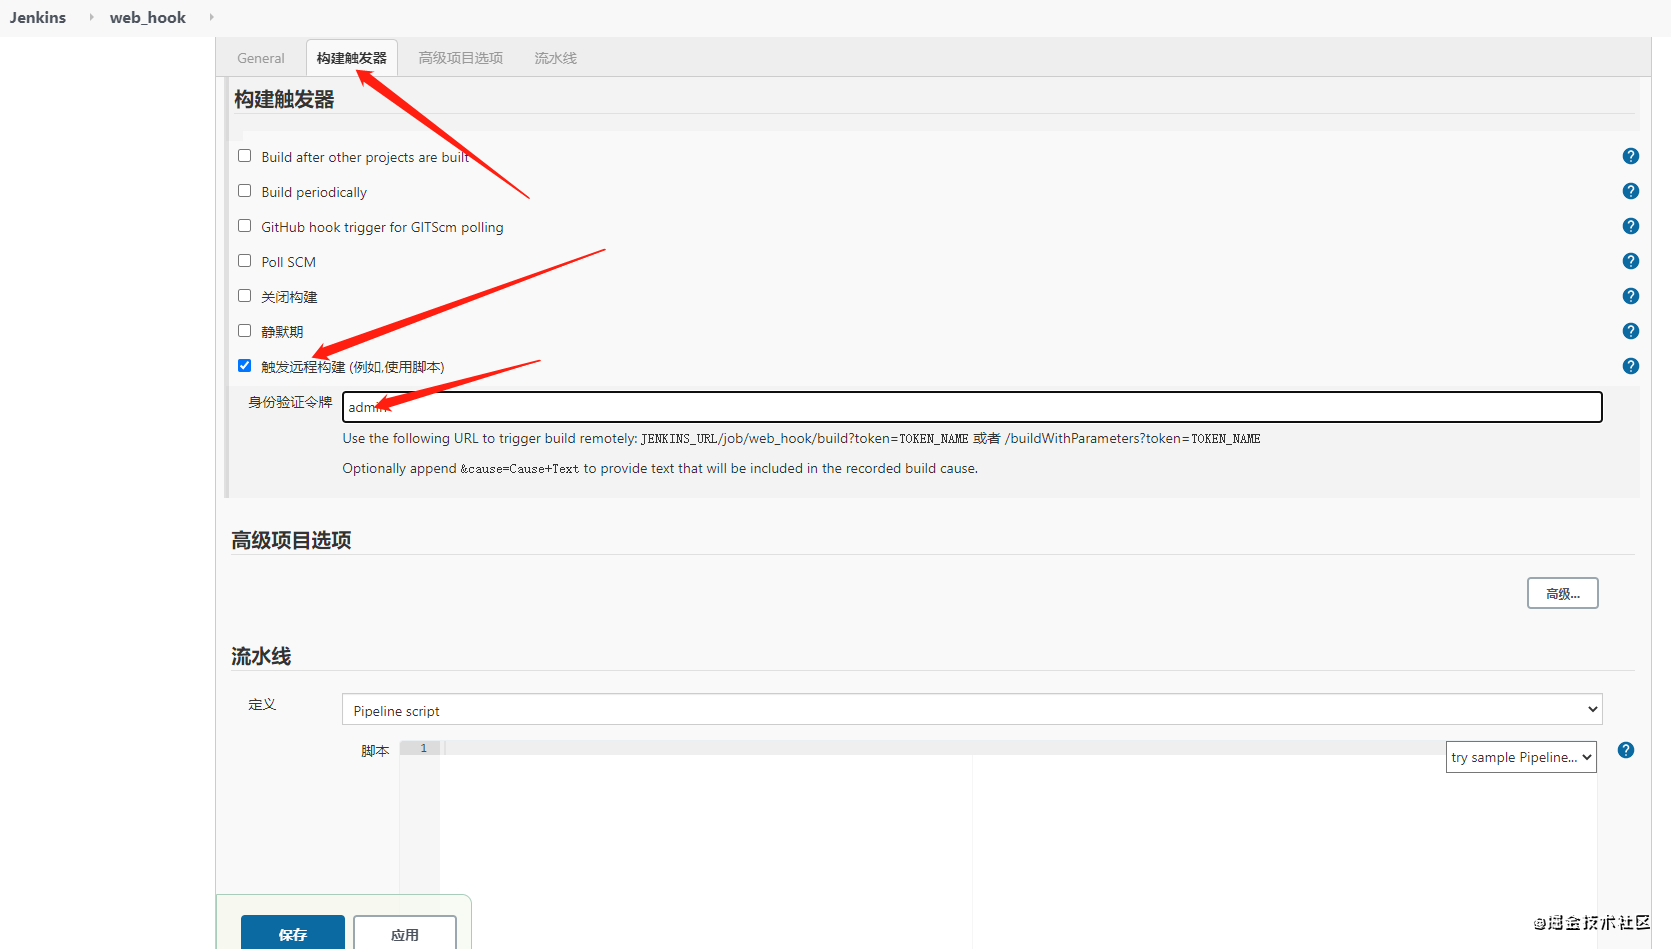 Jenkins web_hook
General 构建触发器 高级项目选项 流水线
构建触发器
Build after other projects are built
Build periodically
GitHub hook trigger for GITScm polling
Poll SCM
关闭构建
静默期
触发远程构建 (例如,使用脚本)
身份验证令牌 admin
Use the following URL to trigger build remotely: JENKINS_URL/job/web_hook/build?token=TOKEN_NAME 或者 /buildWithParameters?token=TOKEN_NAME
Optionally append &cause=Cause+Text to provide text that will be included in the recorded build cause.
高级项目选项
高级...
流水线
定义 Pipeline script
脚本 1 try sample Pipeline...
保存 应用
@掘金技术社区